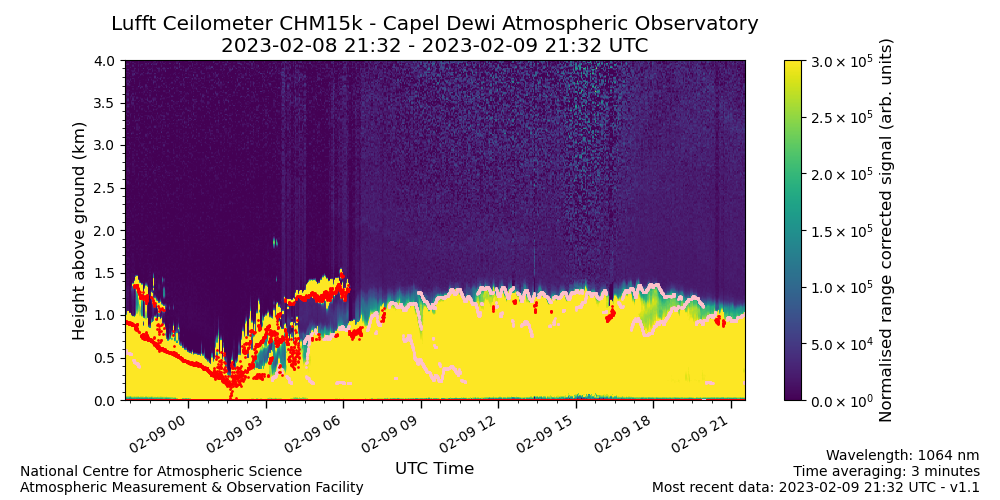 Lufft Ceilometer CHM15k - Capel Dewi Atmospheric Observatory
2023-02-08 21:32 - 2023-02-09 21:32 UTC
Height above ground (km)
4.0
3.5
3.0
2.5
2.0
1.5
1.0
0.5
0.0
02-09 00
02-09 03
02-09 06
02-09 09
02-09 12
02-09 15
02-09 18
02-09 21
UTC Time
3.0 × 10⁵
2.5 × 10⁵
2.0 × 10⁵
1.5 × 10⁵
1.0 × 10⁵
5.0 × 10⁴
0.0 × 10⁰
Normalised range corrected signal (arb. units)
National Centre for Atmospheric Science
Atmospheric Measurement & Observation Facility
Wavelength: 1064 nm
Time averaging: 3 minutes
Most recent data: 2023-02-09 21:32 UTC - v1.1